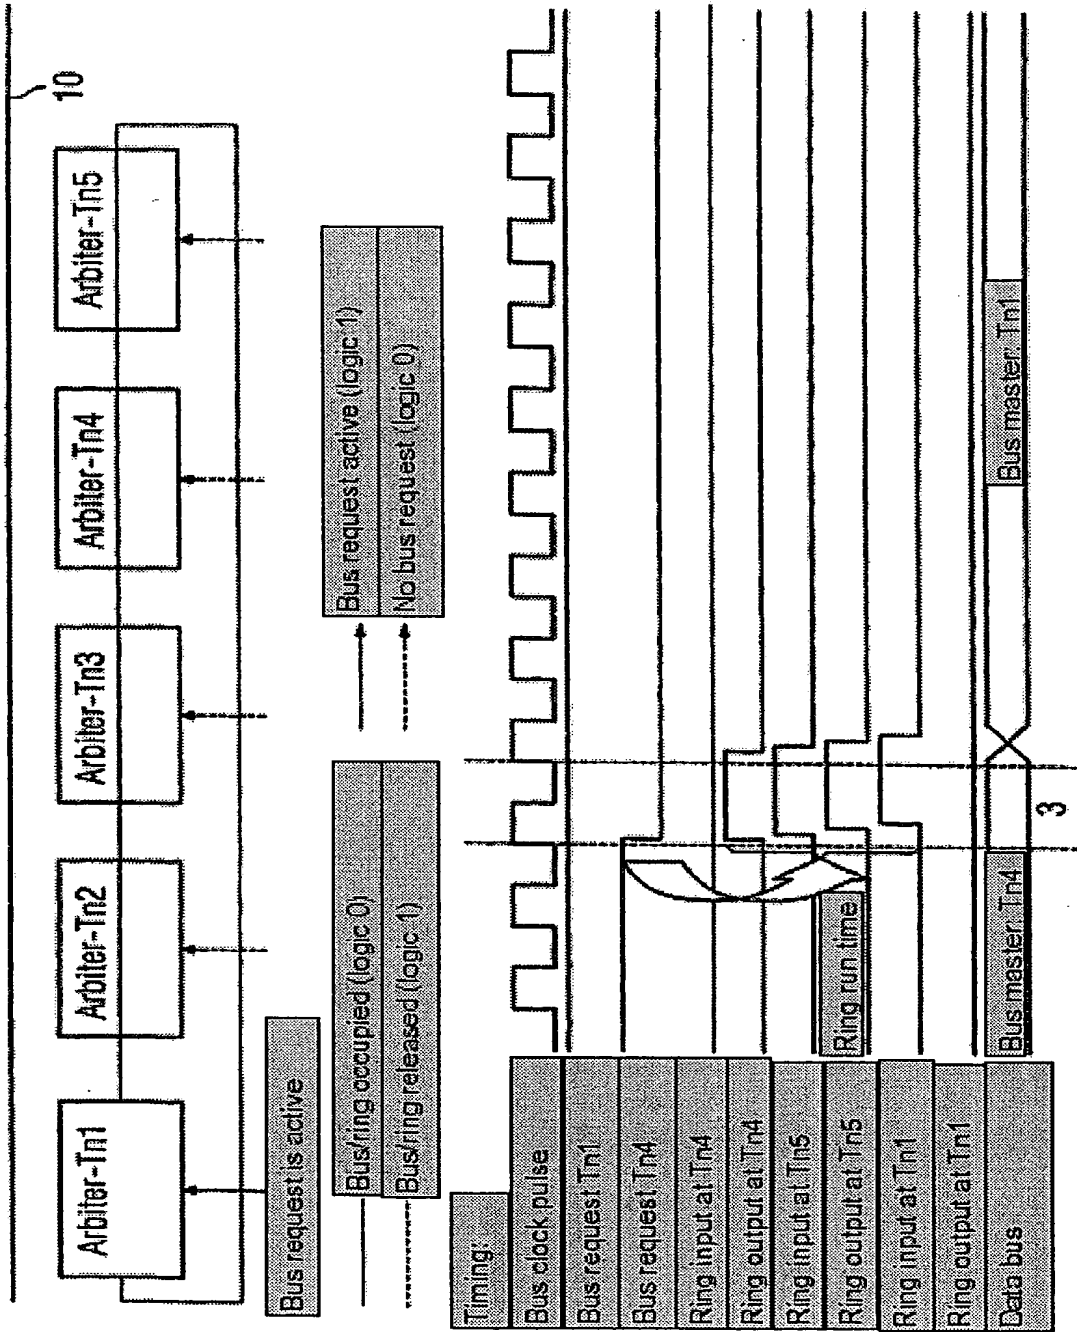 10
Arbiter-Tn1
Arbiter-Tn2
Arbiter-Tn3
Arbiter-Tn4
Arbiter-Tn5
Bus request is active
Bus/ring occupied (logic 0)
Bus/ring released (logic 1)
Bus request active (logic 1)
No bus request (logic 0)
Timing:
Bus clock pulse
Bus request Tn1
Bus request Tn4
Ring input at Tn4
Ring output at Tn4
Ring input at Tn5
Ring output at Tn5
Ring run time
Ring input at Tn1
Ring output at Tn1
Data bus
Bus master: Tn4
Bus master: Tn1
3